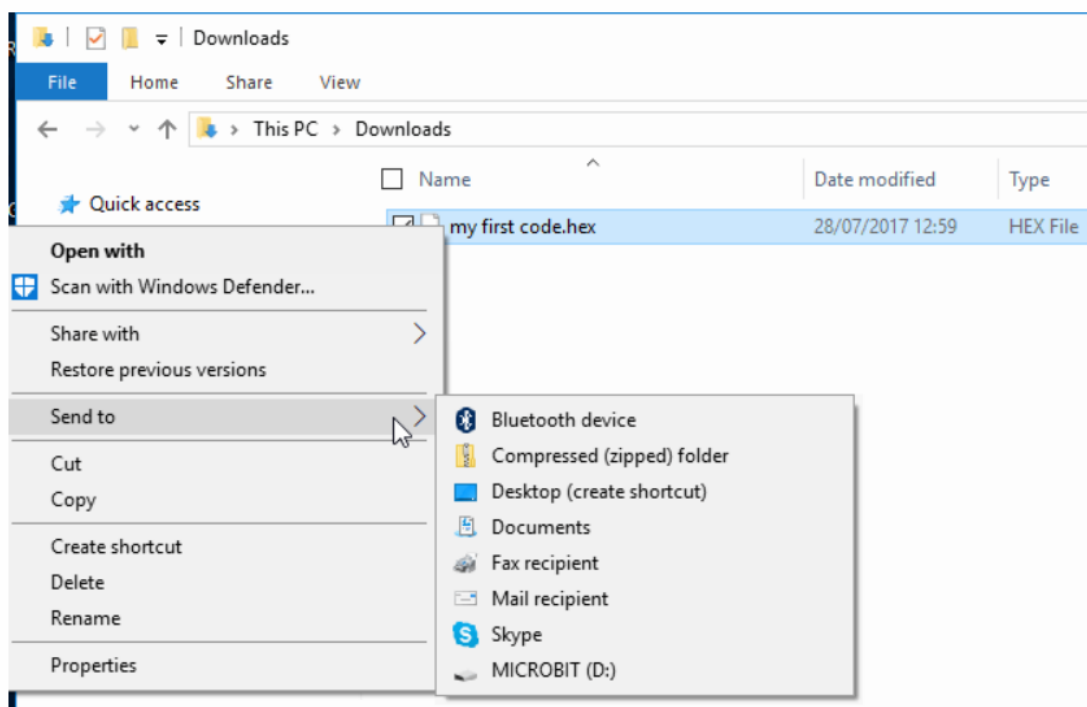 Downloads
File Home Share View
This PC > Downloads
Name Date modified Type
Quick access
my first code.hex 28/07/2017 12:59 HEX File
Open with
Scan with Windows Defender...
Share with
Restore previous versions
Send to
Cut
Copy
Create shortcut
Delete
Rename
Properties
Bluetooth device
Compressed (zipped) folder
Desktop (create shortcut)
Documents
Fax recipient
Mail recipient
Skype
MICROBIT (D:)